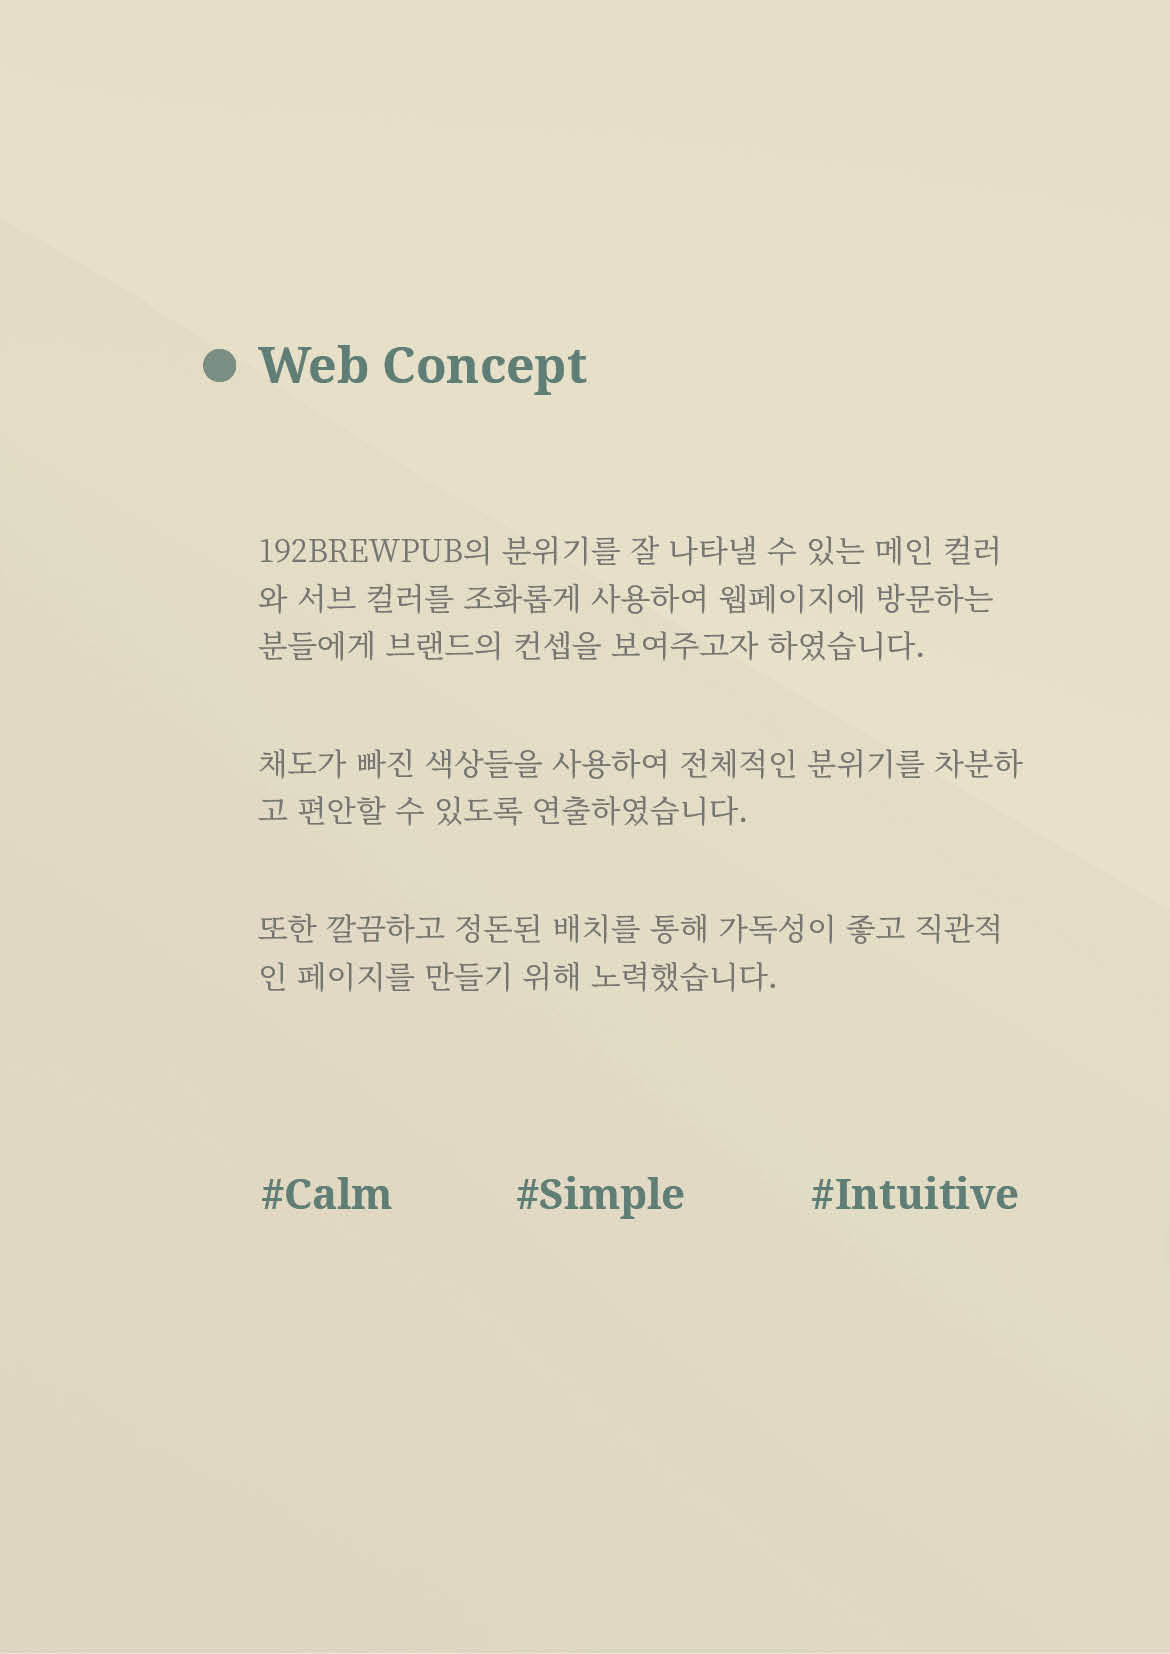 Web Concept
192BREWPUB의 분위기를 잘 나타낼 수 있는 메인 컬러
와 서브 컬러를 조화롭게 사용하여 웹페이지에 방문하는
분들에게 브랜드의 컨셉을 보여주고자 하였습니다.
채도가 빠진 색상들을 사용하여 전체적인 분위기를 차분하
고 편안할 수 있도록 연출하였습니다.
또한 깔끔하고 정돈된 배치를 통해 가독성이 좋고 직관적
인 페이지를 만들기 위해 노력했습니다.
#Calm #Simple #Intuitive